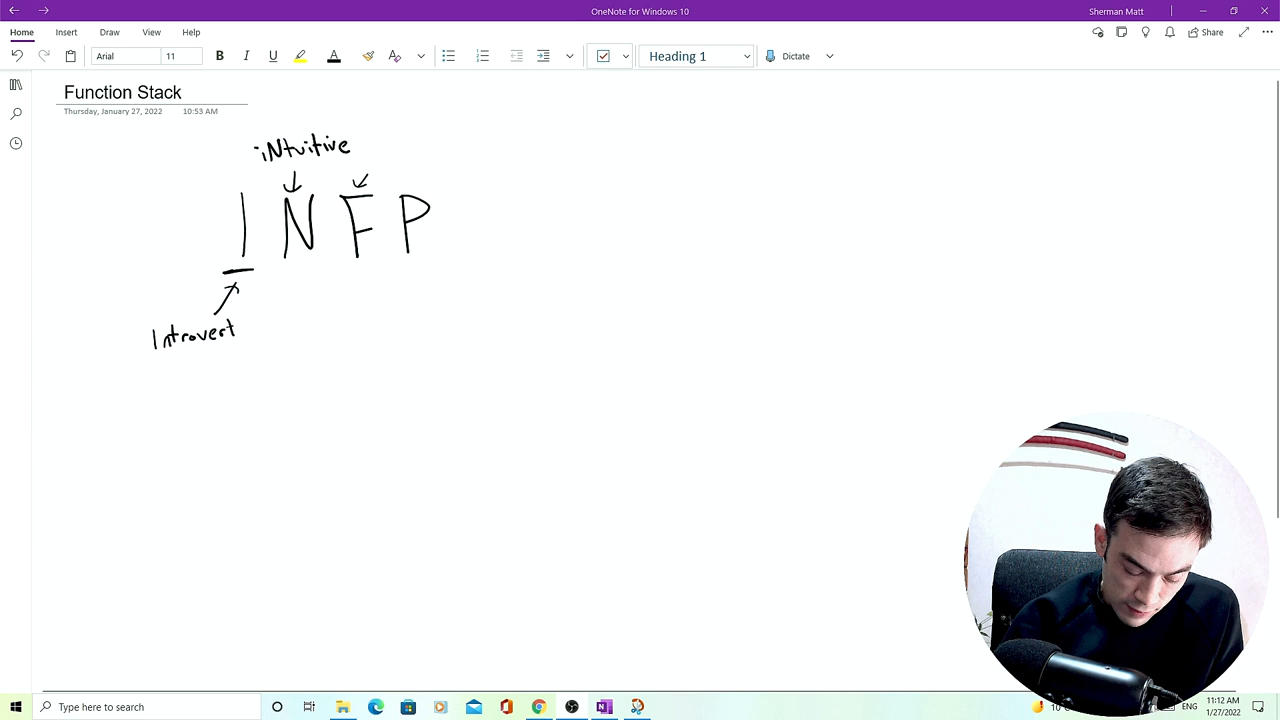 OneNote for Windows 10
Sherman Matt
Home Insert Draw View Help
Share
Arial 11 B I U A Heading 1 Dictate
Function Stack
Thursday, January 27, 2022 10:53 AM
iNtuitive
I N F P
Introvert
Type here to search
ENG
11:12 AM
1/27/2022